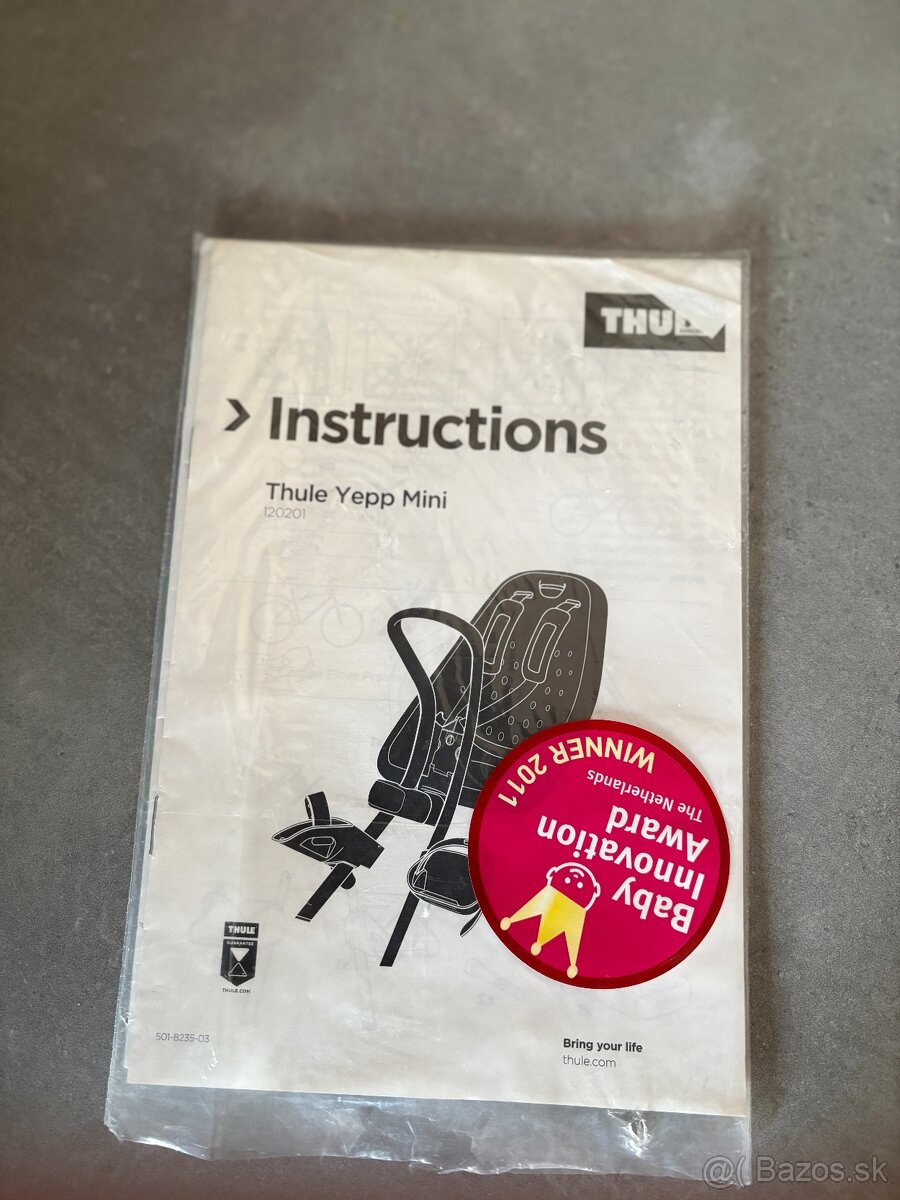 THULE
> Instructions
Thule Yepp Mini
120201
Baby
Innovation
Award
The Netherlands
WINNER 2011
THULE
GUARANTEE
THULE.COM
501-8235-03
Bring your life
thule.com
@( Bazos.sk